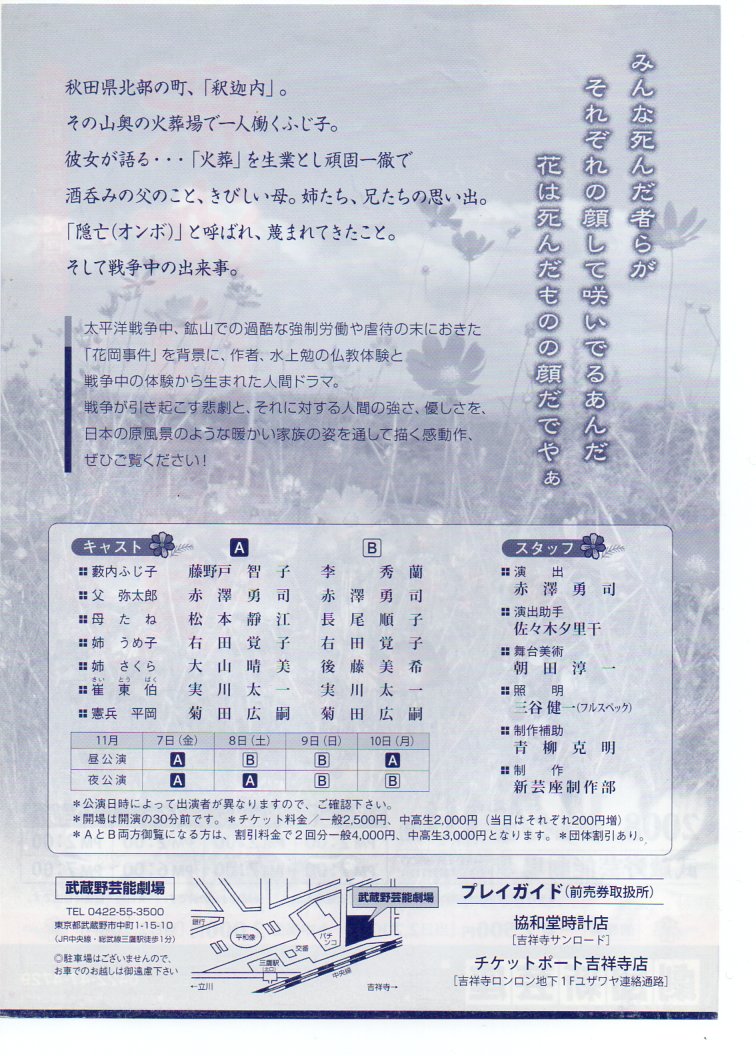 みんな死んだ者らが
それぞれの顔して咲いでるあんだ
花は死んだものの顔だでやぁ
秋田県北部の町、「釈迦内」。
その山奥の火葬場で一人働くふじ子。
彼女が語る・・・「火葬」を生業とし頑固一徹で
酒呑みの父のこと、きびしい母。姉たち、兄たちの思い出。
「隠亡(オンボ)」と呼ばれ、蔑まれてきたこと。
そして戦争中の出来事。
太平洋戦争中、鉱山での過酷な強制労働や虐待の末におきた
「花岡事件」を背景に、作者、水上勉の仏教体験と
戦争中の体験から生まれた人間ドラマ。
戦争が引き起こす悲劇と、それに対する人間の強さ、優しさを、
日本の原風景のような暖かい家族の姿を通して描く感動作、
ぜひご覧ください!
キャスト A B
藪内ふじ子 藤野戸智子 李秀蘭
父 弥太郎 赤澤勇司 赤澤勇司
母 たね 松本靜江 長尾順子
姉 うめ子 右田覚子 右田覚子
姉 さくら 大山晴美 後藤美希
さい とう ばく
崔東伯 実川太一 実川太一
憲兵 平岡 菊田広嗣 菊田広嗣
11月 7日(金) 8日(土) 9日(日) 10日(月)
昼公演 A B B A
夜公演 A A B B
スタッフ
演出
赤澤勇司
演出助手
佐々木夕里干
舞台美術
朝田淳一
照明
三谷健一(フルスペック)
制作補助
青柳克明
制作
新芸座制作部
*公演日時によって出演者が異なりますので、ご確認下さい。
*開場は開演の30分前です。*チケット料金/一般2,500円、中高生2,000円(当日はそれぞれ200円増)
*AとB両方御覧になる方は、割引料金で2回分一般4,000円、中高生3,000円となります。*団体割引あり。
武蔵野芸能劇場
TEL 0422-55-3500
東京都武蔵野市中町1-15-10
(JR中央線・総武線三鷹駅徒歩1分)
◎駐車場はございませんので、
お車でのお越しは御遠慮下さい
武蔵野芸能劇場
銀行
平和像
パチンコ
交番
三鷹駅
北口
中央線
←立川
吉祥寺→
プレイガイド(前売券取扱所)
協和堂時計店
[吉祥寺サンロード]
チケットポート吉祥寺店
[吉祥寺ロンロン地下1Fユザワヤ連絡通路]